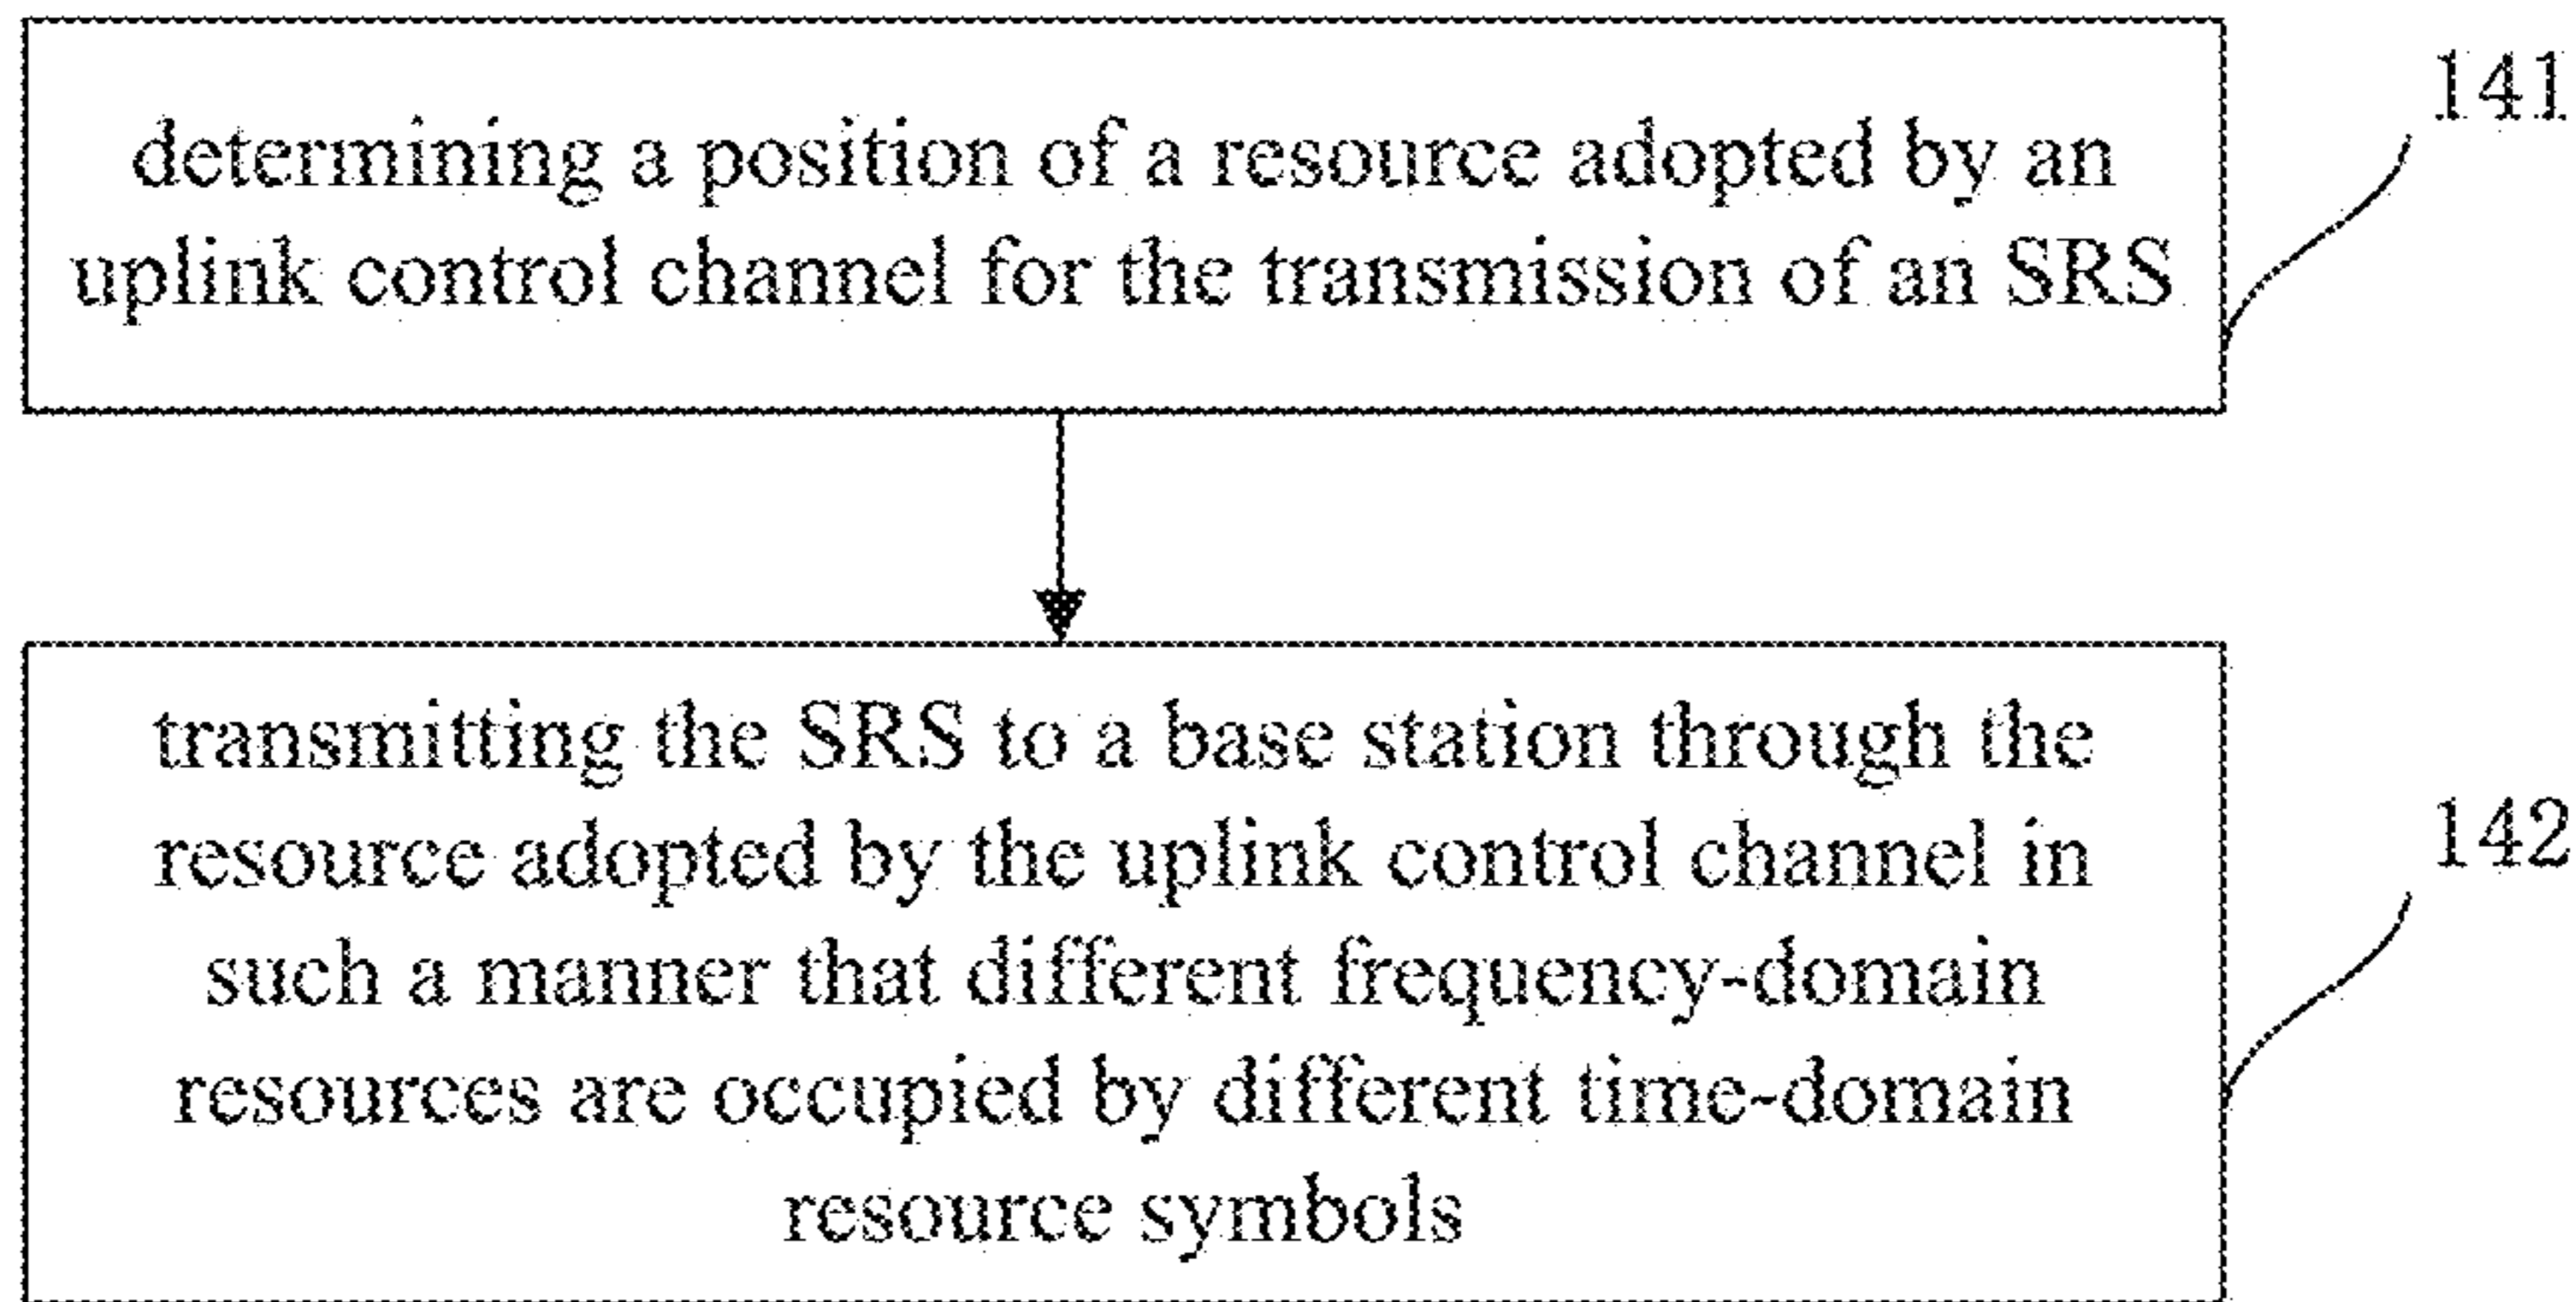 determining a position of a resource adopted by an
uplink control channel for the transmission of an SRS
141
transmitting the SRS to a base station through the
resource adopted by the uplink control channel in
such a manner that different frequency-domain
resources are occupied by different time-domain
resource symbols
142